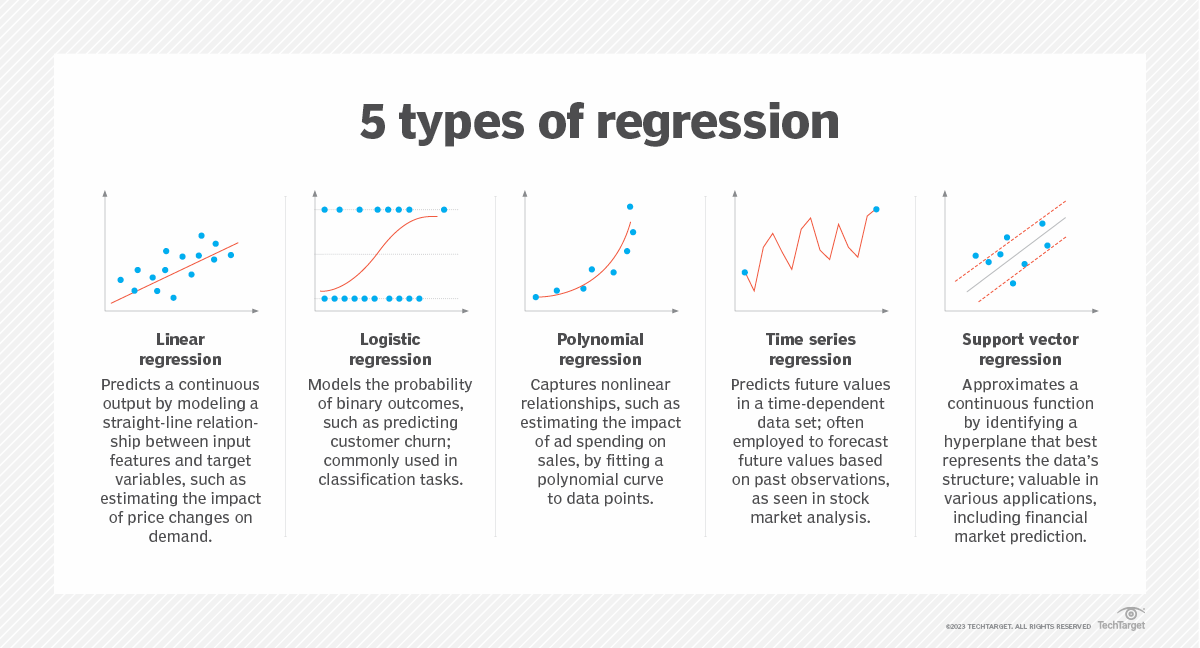 5 types of regression
Linear
regression
Predicts a continuous
output by modeling a
straight-line relation-
ship between input
features and target
variables, such as
estimating the impact
of price changes on
demand.
Logistic
regression
Models the probability
of binary outcomes,
such as predicting
customer churn;
commonly used in
classification tasks.
Polynomial
regression
Captures nonlinear
relationships, such as
estimating the impact
of ad spending on
sales, by fitting a
polynomial curve
to data points.
Time series
regression
Predicts future values
in a time-dependent
data set; often
employed to forecast
future values based
on past observations,
as seen in stock
market analysis.
Support vector
regression
Approximates a
continuous function
by identifying a
hyperplane that best
represents the data's
structure; valuable in
various applications,
including financial
market prediction.
©2023 TECHTARGET. ALL RIGHTS RESERVED TechTarget